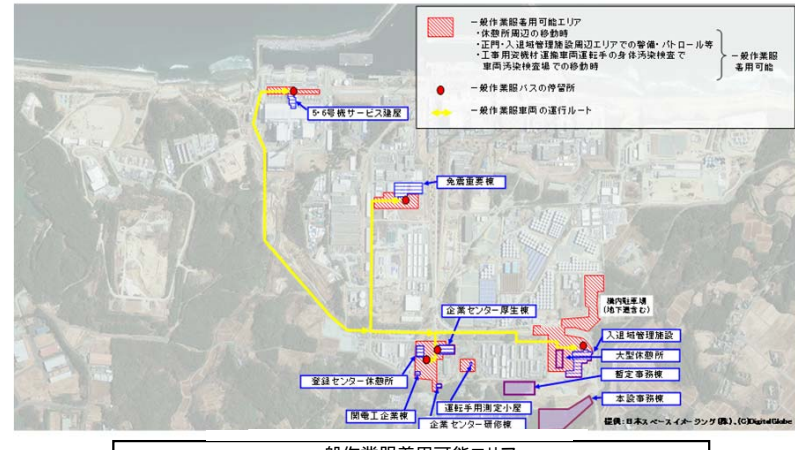 一般作業服着用可能エリア
・休憩所周辺の移動時
・正門・入退域管理施設周辺エリアでの警備・パトロール等
・工事用資機材運搬車両運転手の身体汚染検査で
車両汚染検査場での移動時
一般作業服
着用可能
一般作業服バスの停留所
一般作業服車両の運行ルート
5・6号機サービス建屋
免震重要棟
構内駐車場
(地下道含む)
企業センター厚生棟
入退域管理施設
大型休憩所
登録センター休憩所
暫定事務棟
運転手用測定小屋
本設事務棟
関電工企業棟
企業センター研修棟
提供:日本スペースイメージング(株)、(C)DigitalGlobe